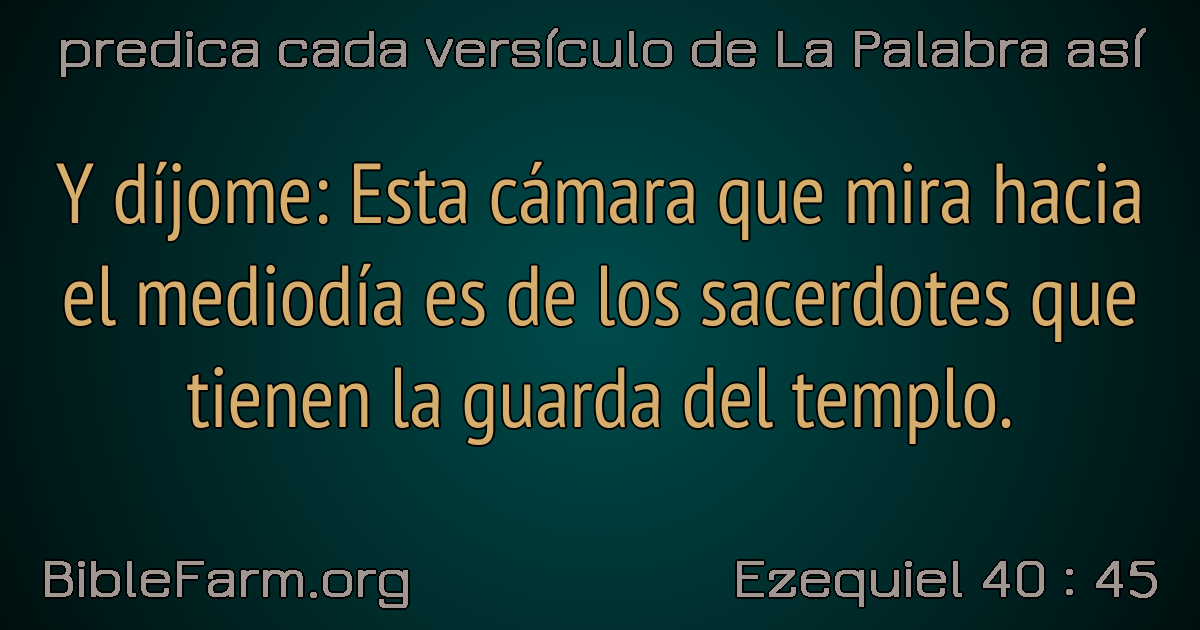 predica cada versículo de La Palabra así
Y díjome: Esta cámara que mira hacia
el mediodía es de los sacerdotes que
tienen la guarda del templo.
BibleFarm.org
Ezequiel 40 : 45